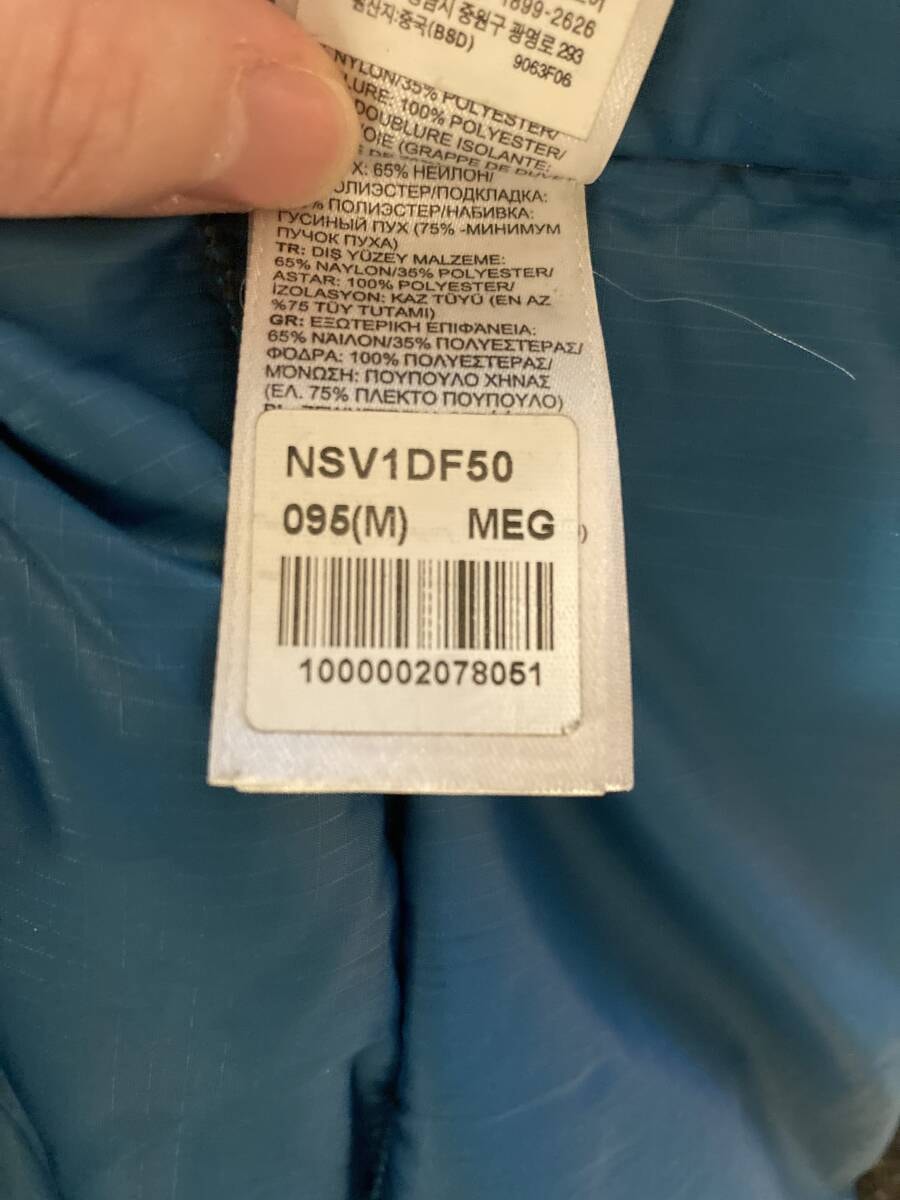 1899-2626
중원구 광명로 293
원산지:중국(BSD)
9063F06
NYLON/35% POLYESTER/
100% POLYESTER/
DOUBLURE ISOLANTE:
(GRAPPE DE DUVET
X: 65% НЕЙЛОН/
ПОЛИЭСТЕР/ПОДКЛАДКА:
% ПОЛИЭСТЕР/НАБИВКА:
ГУСИНЫЙ ПУХ (75% -МИНИМУМ
ПУЧОК ПУХА)
TR: DIŞ YÜZEY MALZEME:
65% NAYLON/35% POLYESTER/
ASTAR: 100% POLYESTER/
İZOLASYON: KAZ TÜYÜ (EN AZ
%75 TÜY TUTAMI)
GR: ΕΞΩΤΕΡΙΚΗ ΕΠΙΦΑΝΕΙΑ:
65% ΝΑΙΛΟΝ/35% ΠΟΛΥΕΣΤΕΡΑΣ/
ΦΟΔΡΑ: 100% ΠΟΛΥΕΣΤΕΡΑΣ/
ΜΟΝΩΣΗ: ΠΟΥΠΟΥΛΟ ΧΗΝΑΣ
(ΕΛ. 75% ΠΛΕΚΤΟ ΠΟΥΠΟΥΛΟ)
NSV1DF50
095(M) MEG
1000002078051